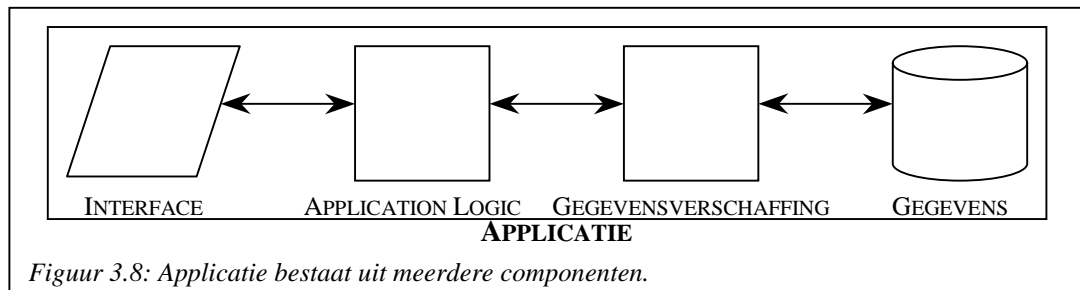 INTERFACE APPLICATION LOGIC GEGEVENSVERSCHAFFING GEGEVENS
APPLICATIE
Figuur 3.8: Applicatie bestaat uit meerdere componenten.